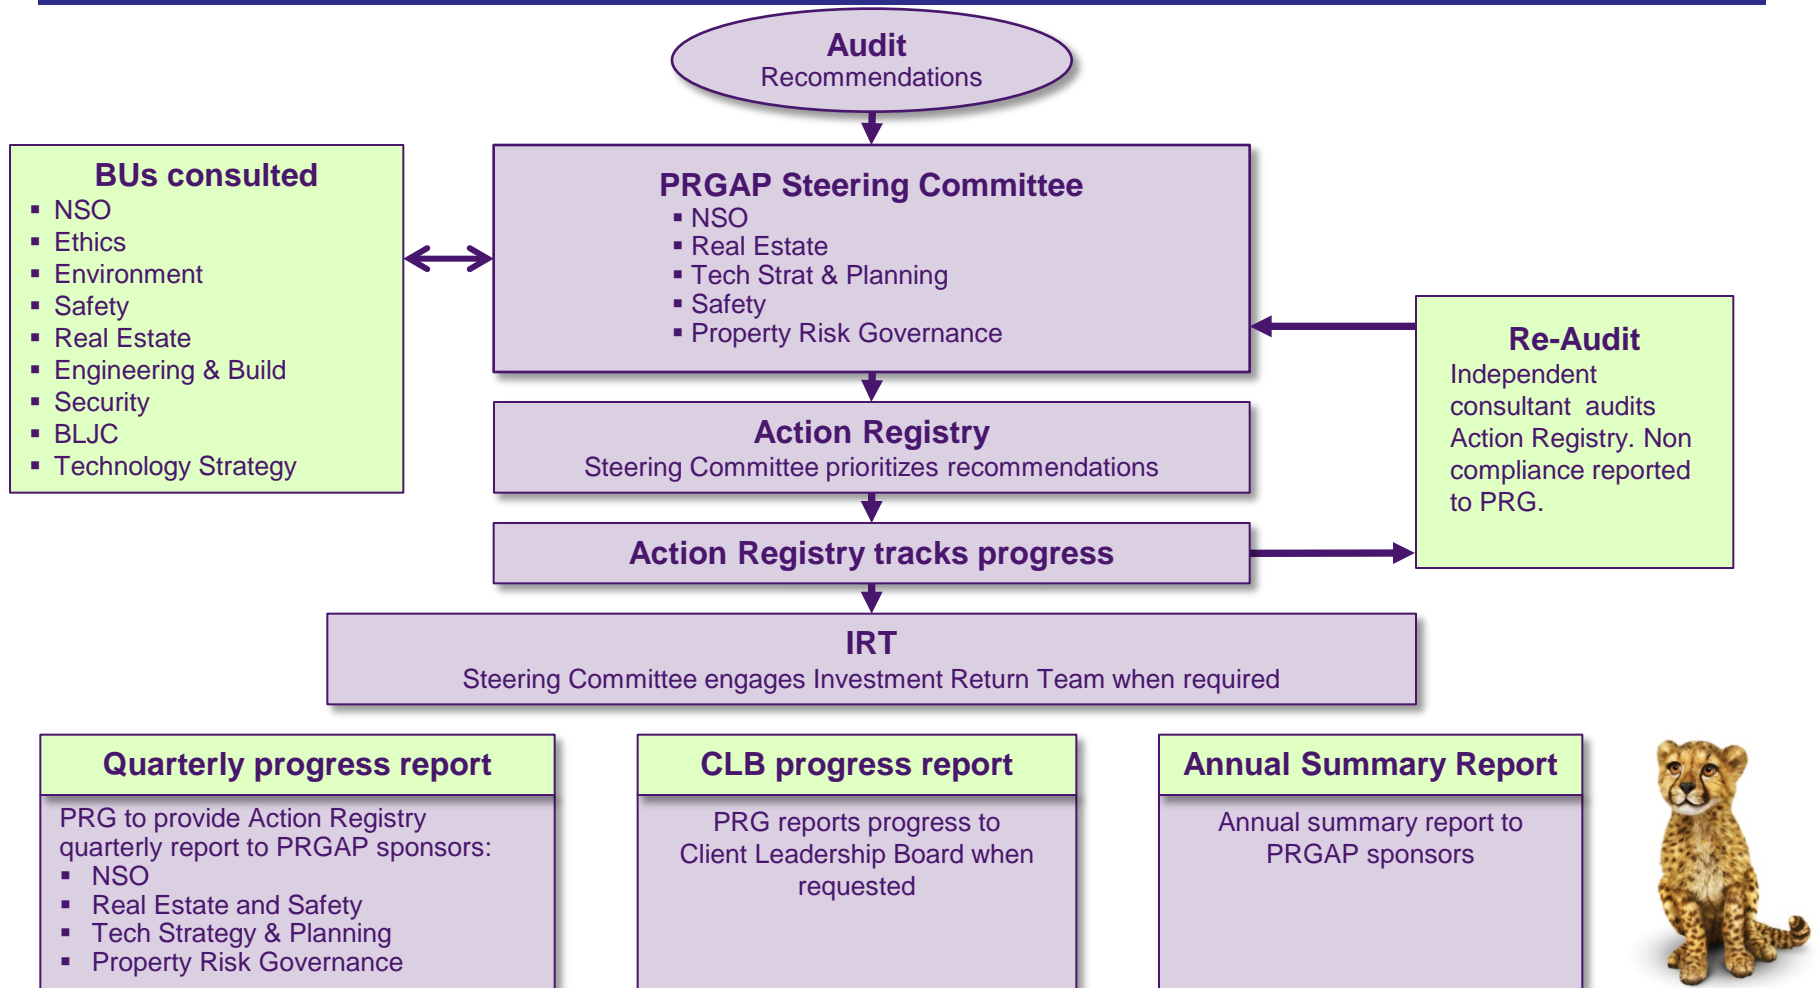 Audit
Recommendations
BUs consulted
▪ NSO
▪ Ethics
▪ Environment
▪ Safety
▪ Real Estate
▪ Engineering & Build
▪ Security
▪ BLJC
▪ Technology Strategy
PRGAP Steering Committee
▪ NSO
▪ Real Estate
▪ Tech Strat & Planning
▪ Safety
▪ Property Risk Governance
Re-Audit
Independent
consultant audits
Action Registry. Non
compliance reported
to PRG.
Action Registry
Steering Committee prioritizes recommendations
Action Registry tracks progress
IRT
Steering Committee engages Investment Return Team when required
Quarterly progress report
PRG to provide Action Registry
quarterly report to PRGAP sponsors:
▪ NSO
▪ Real Estate and Safety
▪ Tech Strategy & Planning
▪ Property Risk Governance
CLB progress report
PRG reports progress to
Client Leadership Board when
requested
Annual Summary Report
Annual summary report to
PRGAP sponsors